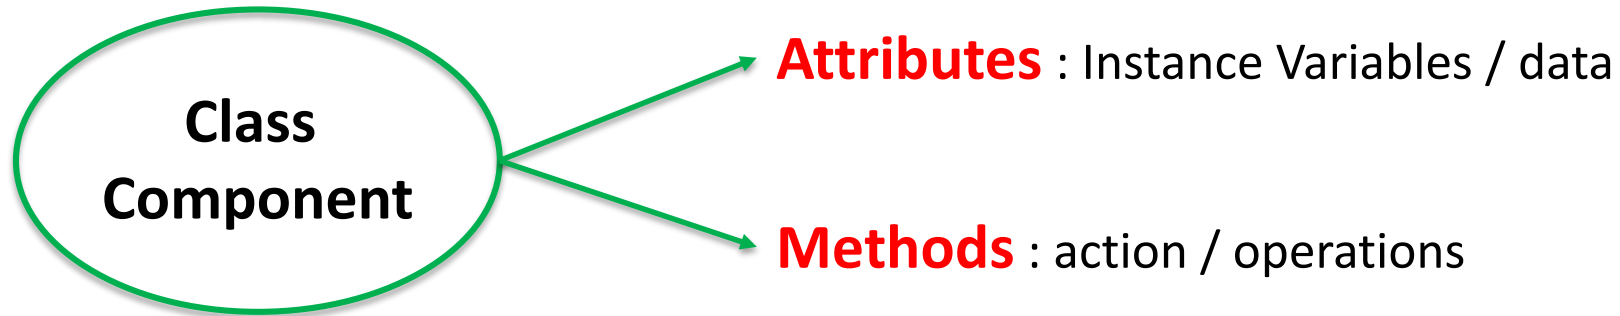 Class
Component
Attributes : Instance Variables / data
Methods : action / operations